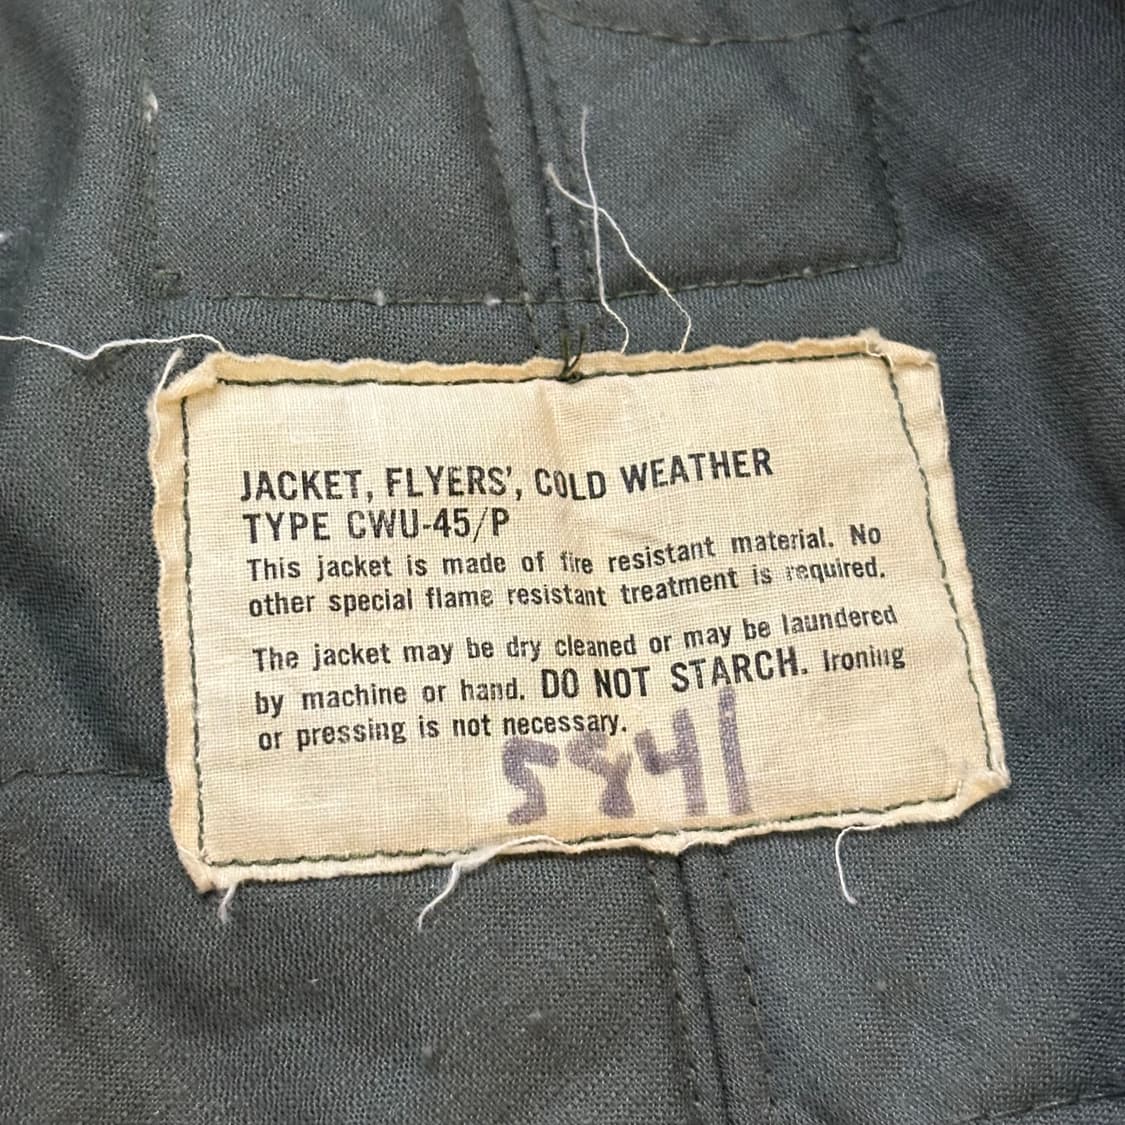 JACKET, FLYERS', COLD WEATHER
TYPE CWU-45/P
This jacket is made of fire resistant material. No
other special flame resistant treatment is required.
The jacket may be dry cleaned or may be laundered
by machine or hand. DO NOT STARCH. Ironing
or pressing is not necessary.
5841